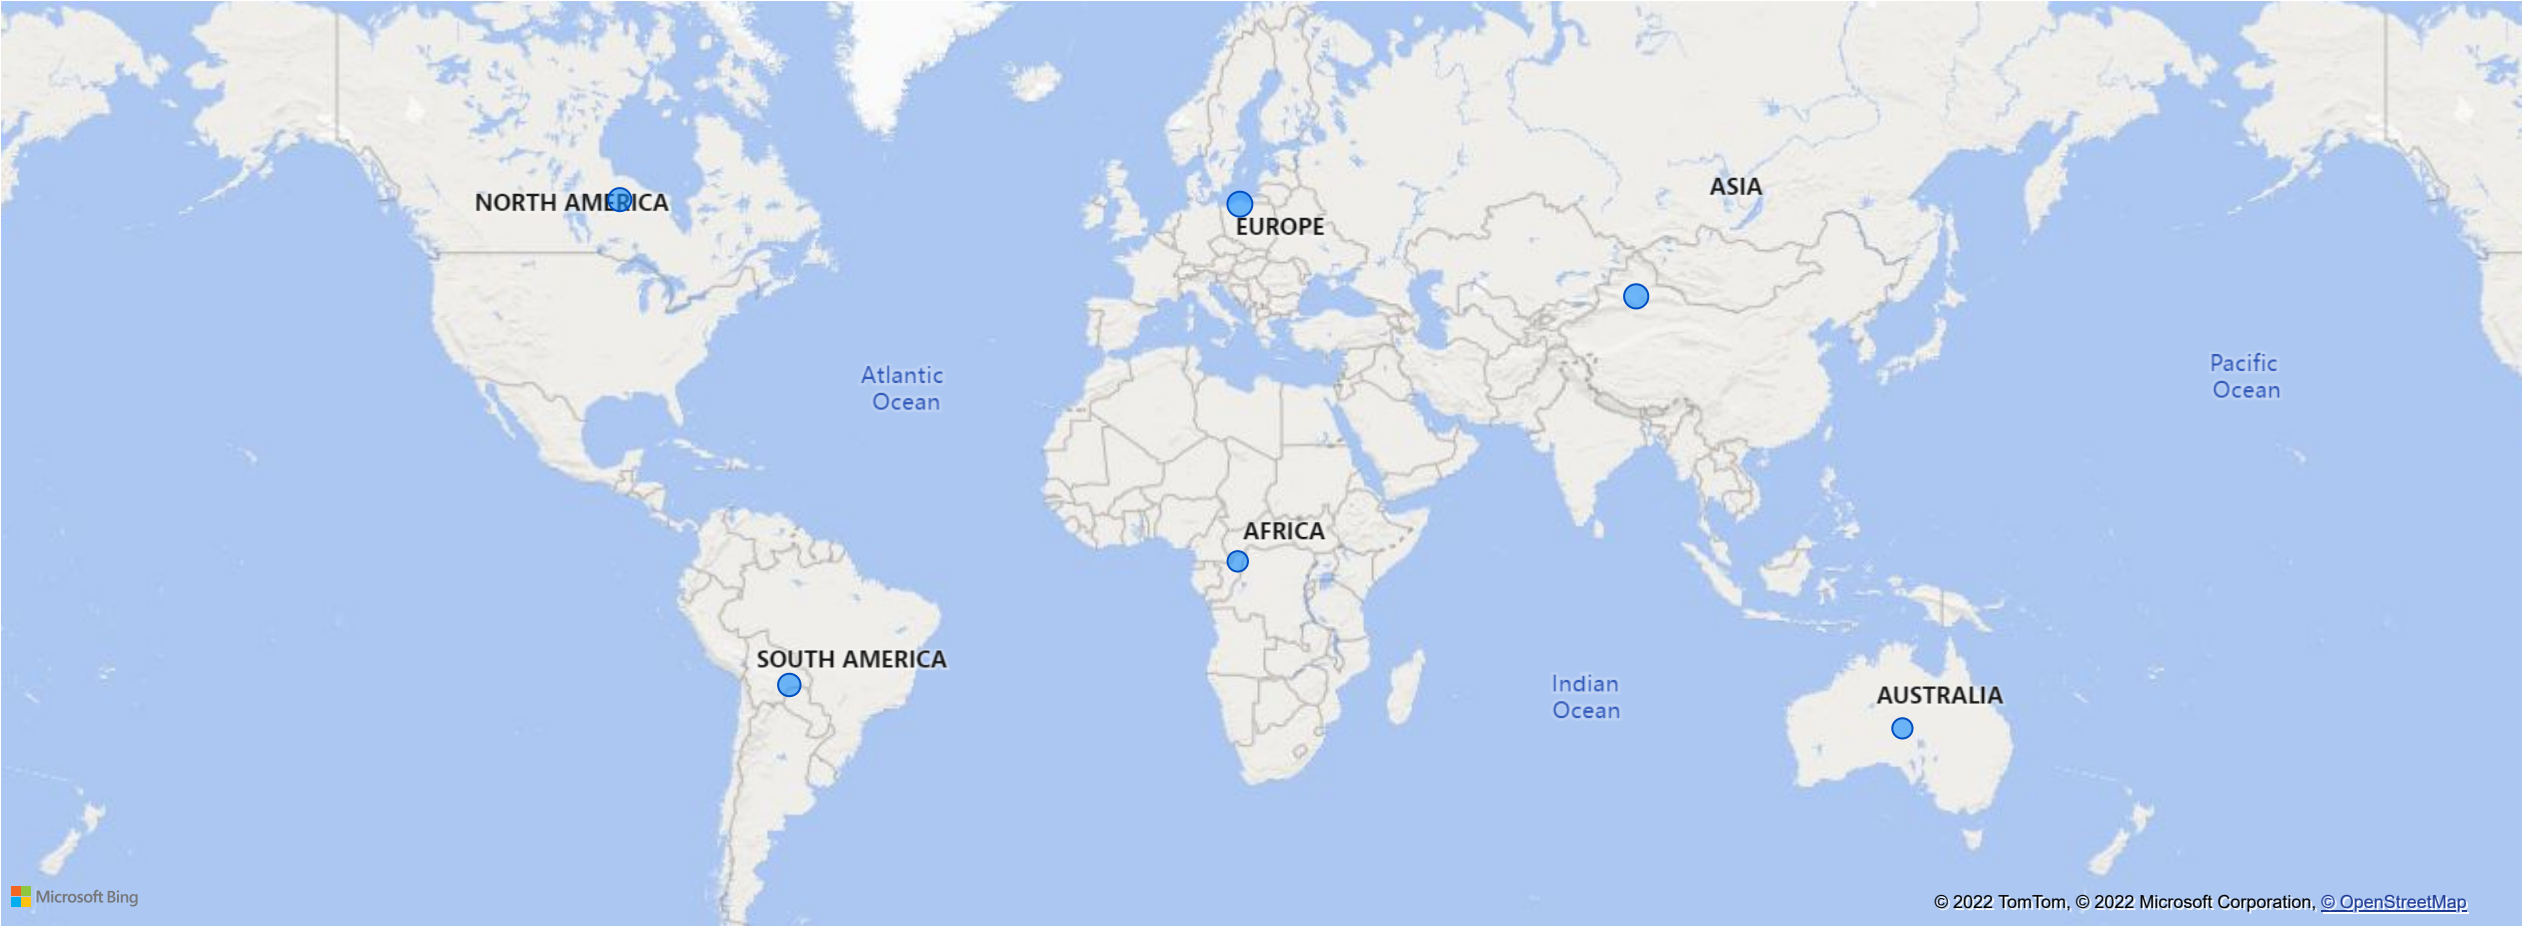 NORTH AMERICA
ASIA
EUROPE
Atlantic
Ocean
Pacific
Ocean
AFRICA
SOUTH AMERICA
Indian
Ocean
AUSTRALIA
Microsoft Bing
© 2022 TomTom, © 2022 Microsoft Corporation, © OpenStreetMap